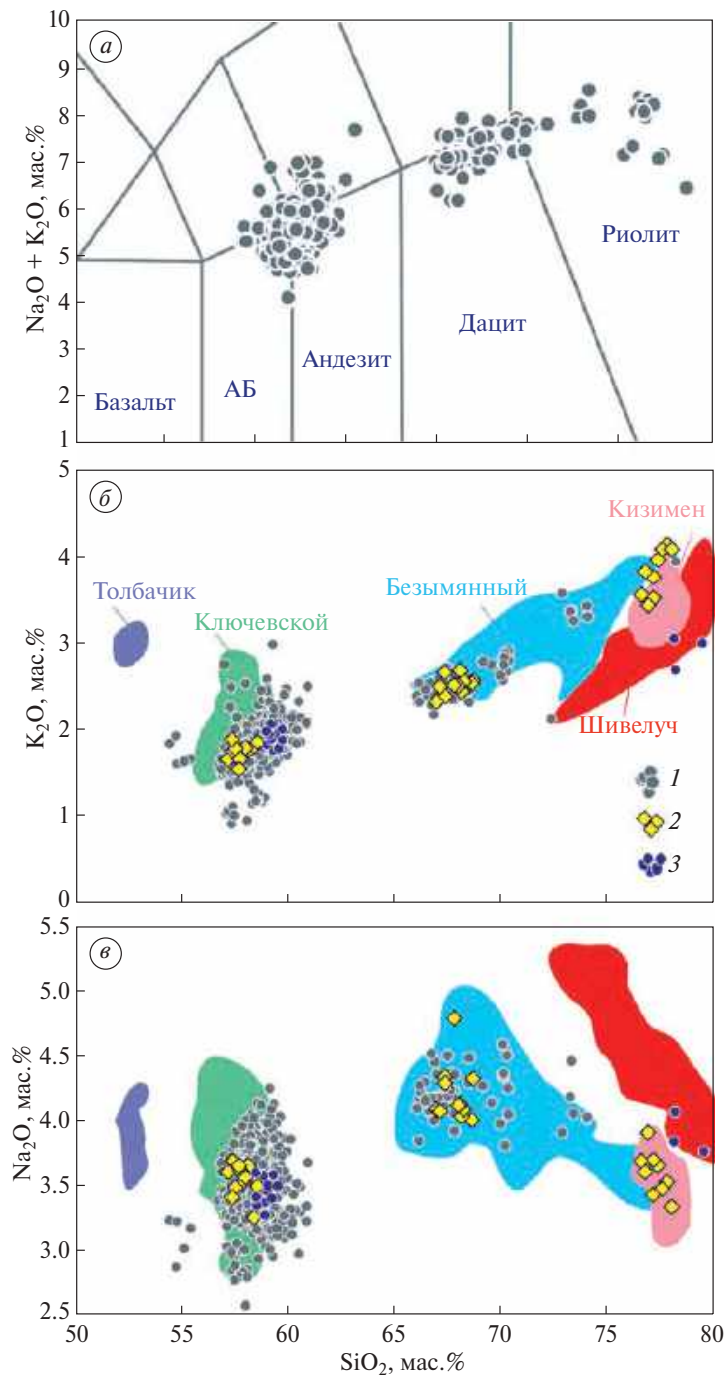 а
10
9
8
7
6
5
4
3
2
1
Na₂O + K₂O, мас.%
Базальт
АБ
Андезит
Дацит
Риолит
б
5
4
3
2
1
0
K₂O, мас.%
Толбачик
Ключевской
Безымянный
Кизимен
Шивелуч
1
2
3
в
5.5
5.0
4.5
4.0
3.5
3.0
2.5
Na₂O, мас.%
50 55 60 65 70 75 80
SiO₂, мас.%